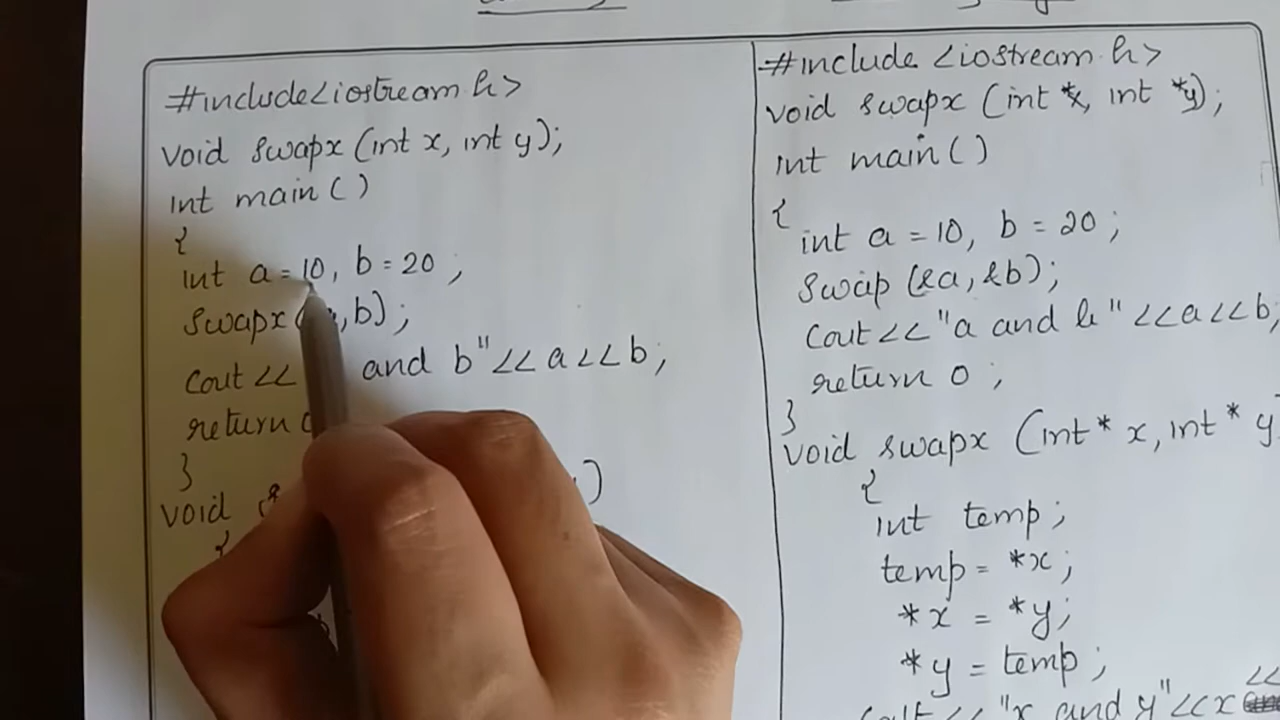 #include<iostream.h>
void swapx (int x, int y);
int main ( )
{
int a = 10, b = 20 ;
swapx( ,b) ;
cout << and b" << a << b ;
return
}
void
{
#include <iostream.h>
void swapx (int *x, int *y);
int main ( )
{
int a = 10, b = 20 ;
swap (&a, &b) ;
cout << "a and b" << a << b,
return 0 ;
}
void swapx (int* x, int* y
{
int temp ;
temp = *x ;
*x = *y ;
*y = temp ;
"x and y" << x <<